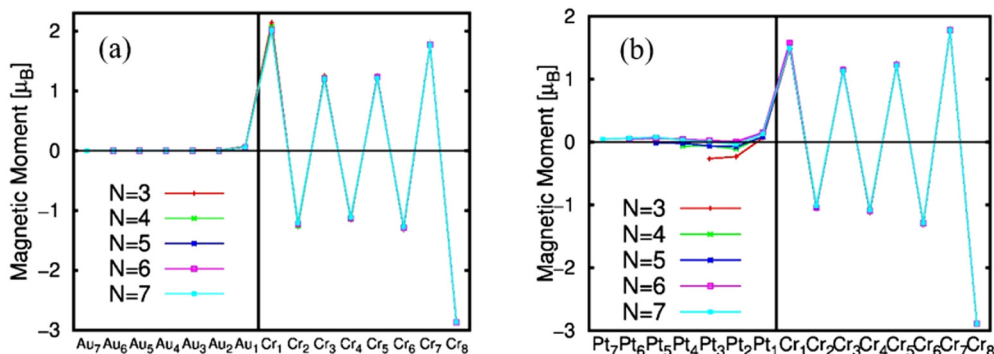 (a)
Magnetic Moment [μB]
2
1
0
−1
−2
−3
N=3
N=4
N=5
N=6
N=7
Au7 Au6 Au5 Au4 Au3 Au2 Au1 Cr1 Cr2 Cr3 Cr4 Cr5 Cr6 Cr7 Cr8
(b)
Magnetic Moment [μB]
2
1
0
−1
−2
−3
N=3
N=4
N=5
N=6
N=7
Pt7 Pt6 Pt5 Pt4 Pt3 Pt2 Pt1 Cr1 Cr2 Cr3 Cr4 Cr5 Cr6 Cr7 Cr8